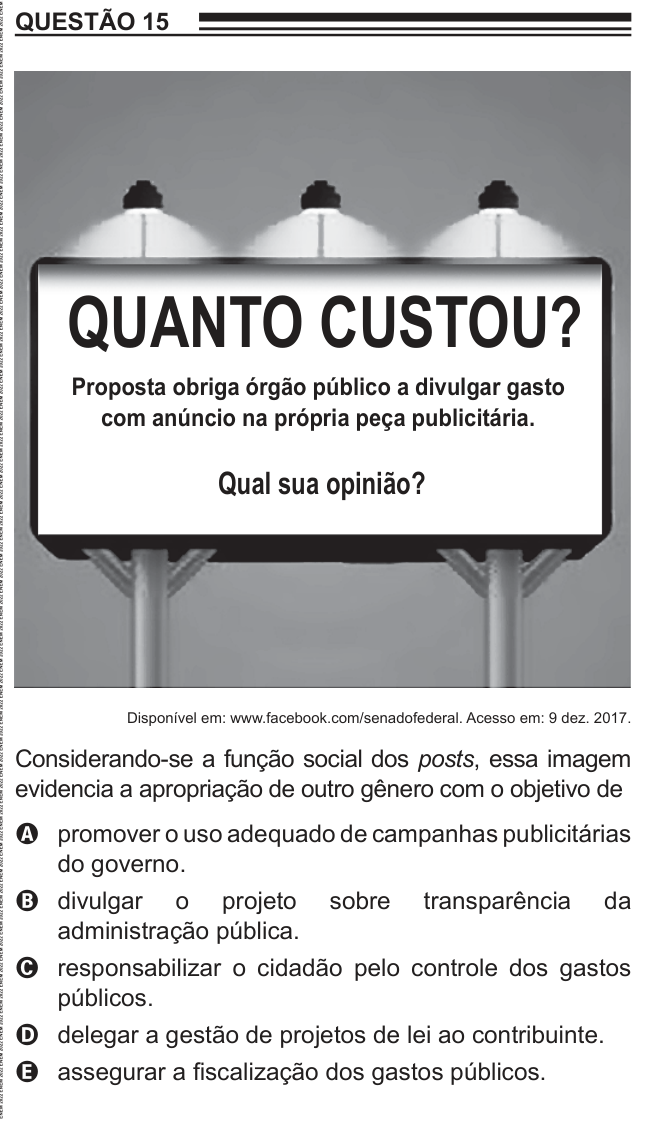 QUESTÃO 15
QUANTO CUSTOU?
Proposta obriga órgão público a divulgar gasto
com anúncio na própria peça publicitária.
Qual sua opinião?
Disponível em: www.facebook.com/senadofederal. Acesso em: 9 dez. 2017.
Considerando-se a função social dos posts, essa imagem
evidencia a apropriação de outro gênero com o objetivo de
A promover o uso adequado de campanhas publicitárias
do governo.
B divulgar o projeto sobre transparência da
administração pública.
C responsabilizar o cidadão pelo controle dos gastos
públicos.
D delegar a gestão de projetos de lei ao contribuinte.
E assegurar a fiscalização dos gastos públicos.